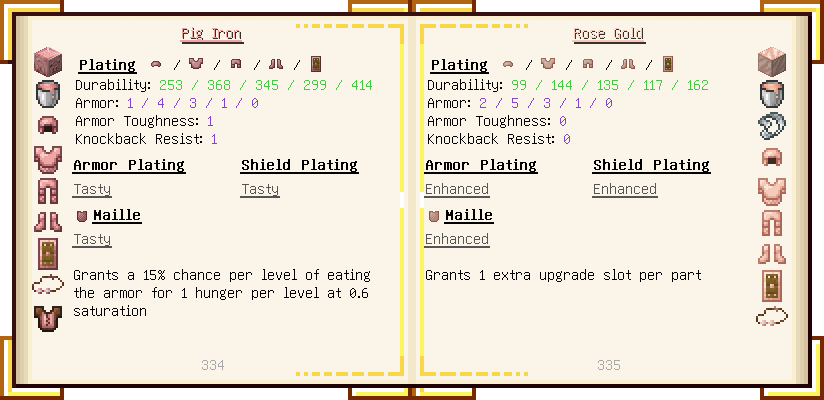 Pig Iron
Plating / / / /
Durability: 253 / 368 / 345 / 299 / 414
Armor: 1 / 4 / 3 / 1 / 0
Armor Toughness: 1
Knockback Resist: 1
Armor Plating Shield Plating
Tasty Tasty
Maille
Tasty
Grants a 15% chance per level of eating
the armor for 1 hunger per level at 0.6
saturation
334
Rose Gold
Plating / / / /
Durability: 99 / 144 / 135 / 117 / 162
Armor: 2 / 5 / 3 / 1 / 0
Armor Toughness: 0
Knockback Resist: 0
Armor Plating Shield Plating
Enhanced Enhanced
Maille
Enhanced
Grants 1 extra upgrade slot per part
335